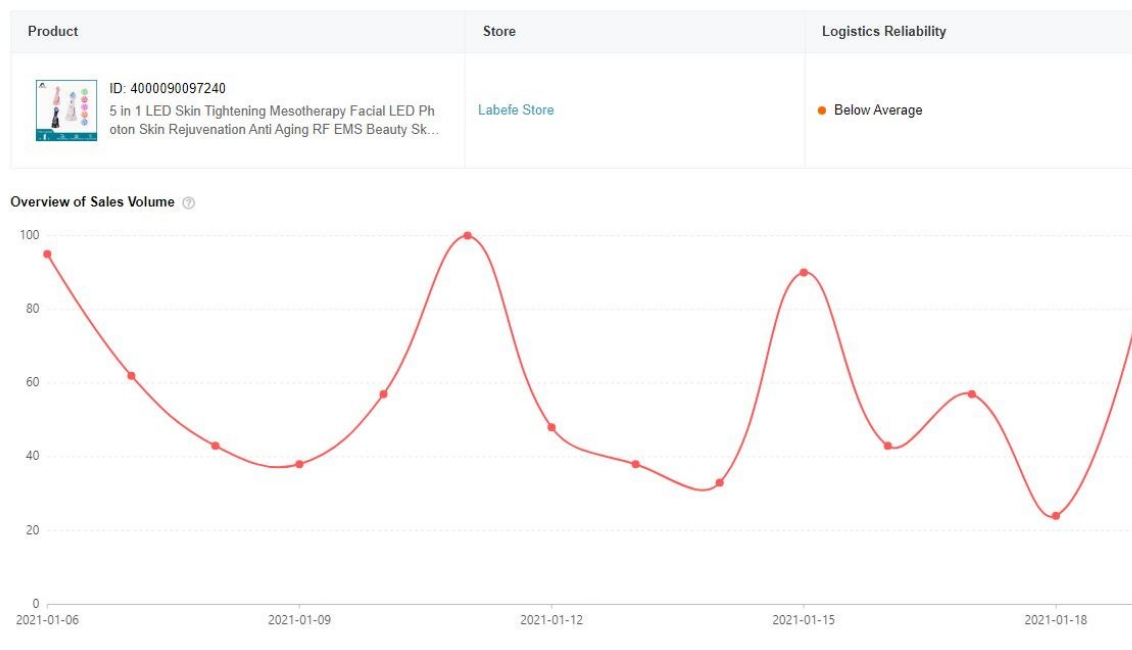 Product
Store
Logistics Reliability
ID: 4000090097240
5 in 1 LED Skin Tightening Mesotherapy Facial LED Ph
oton Skin Rejuvenation Anti Aging RF EMS Beauty Sk...
Labefe Store
Below Average
Overview of Sales Volume ?
100
80
60
40
20
0
2021-01-06
2021-01-09
2021-01-12
2021-01-15
2021-01-18